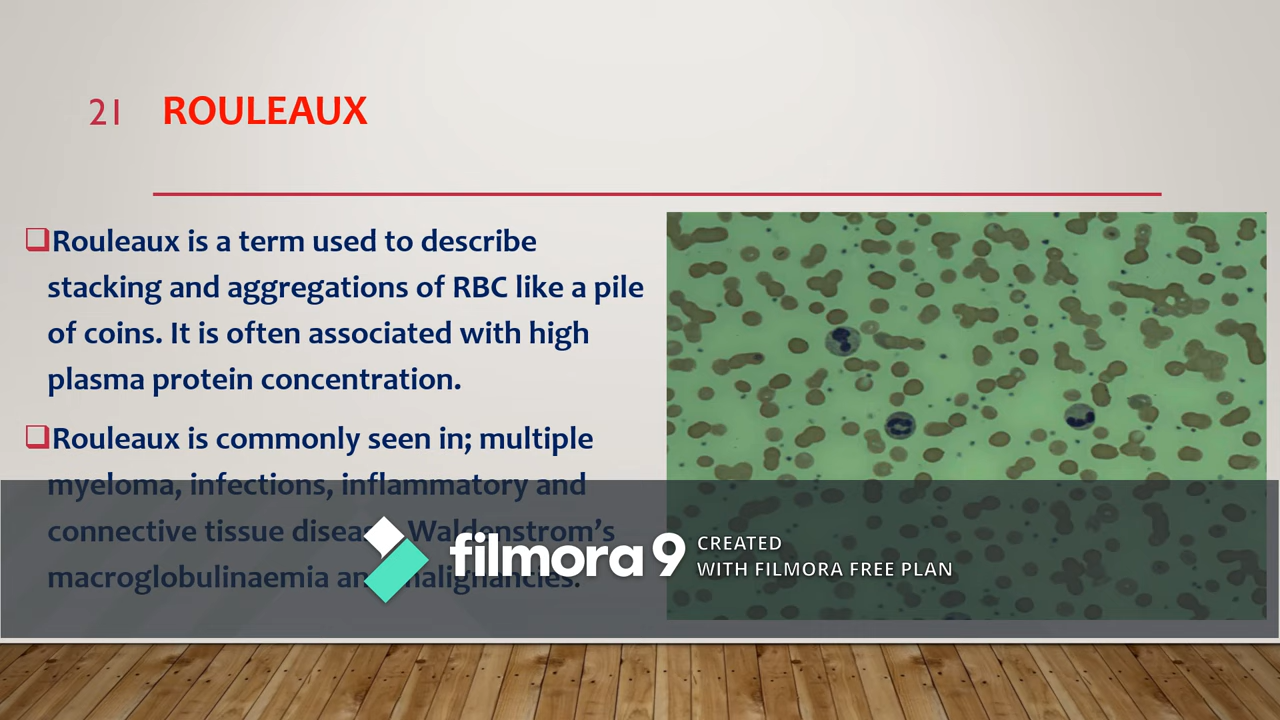 21 ROULEAUX
❑Rouleaux is a term used to describe
stacking and aggregations of RBC like a pile
of coins. It is often associated with high
plasma protein concentration.
❑Rouleaux is commonly seen in; multiple
myeloma, infections, inflammatory and
connective tissue Waldenstrom’s
macroglobulinaemia malignancies.
filmora9
CREATED
WITH FILMORA FREE PLAN